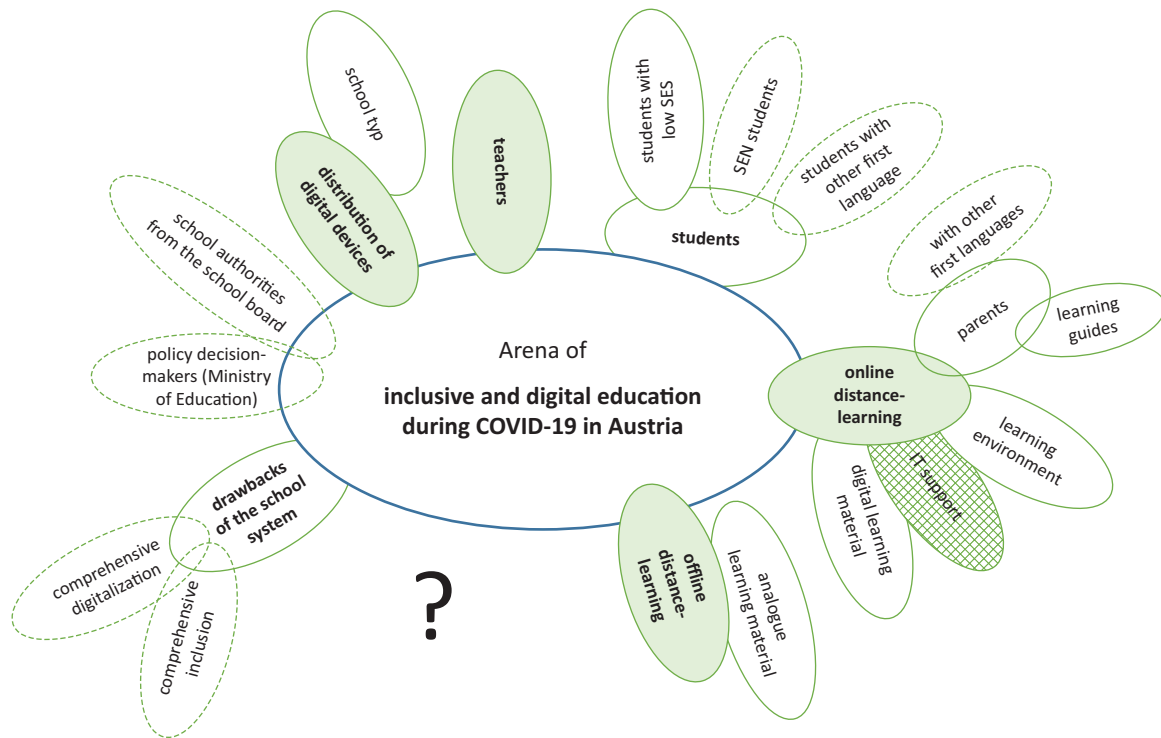 school typ
distribution of
digital devices
teachers
students with
low SES
SEN students
students with
other first
language
students
with other
first languages
parents
learning
guides
school authorities
from the school board
policy decision-
makers (Ministry
of Education)
Arena of
inclusive and digital education
during COVID-19 in Austria
online
distance-
learning
learning
environment
IT support
digital learning
material
drawbacks
of the school
system
comprehensive
digitalization
comprehensive
inclusion
?
offline
distance-
learning
analogue
learning material